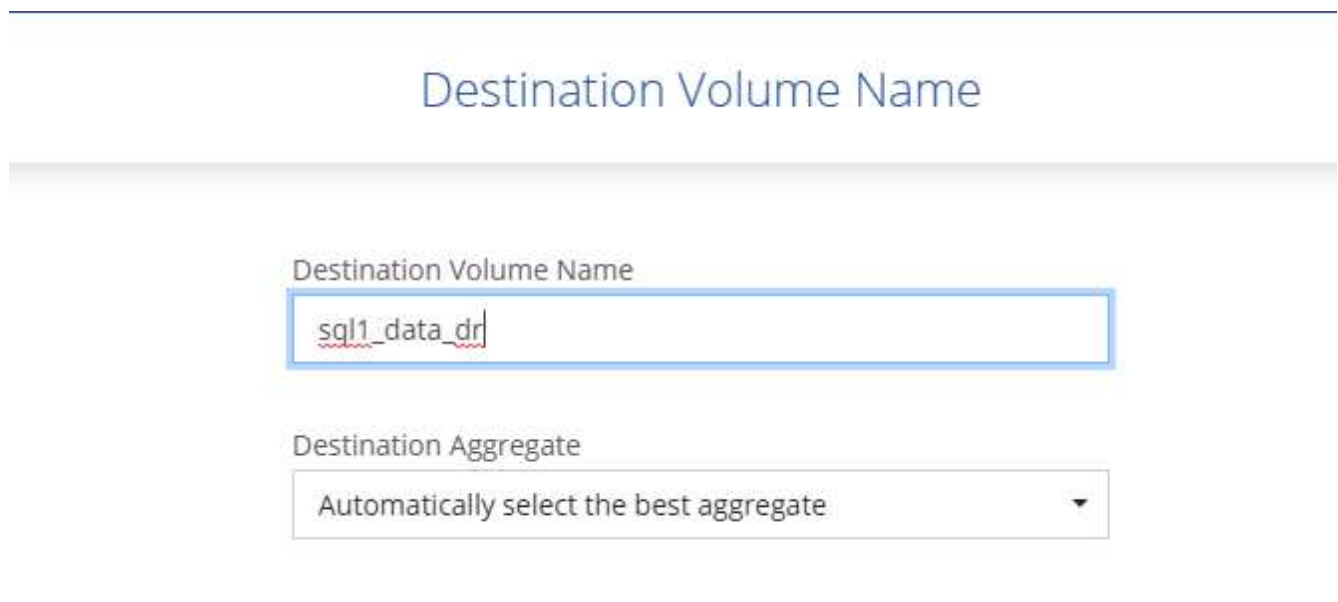 Destination Volume Name
Destination Volume Name
sql1_data_dr
Destination Aggregate
Automatically select the best aggregate